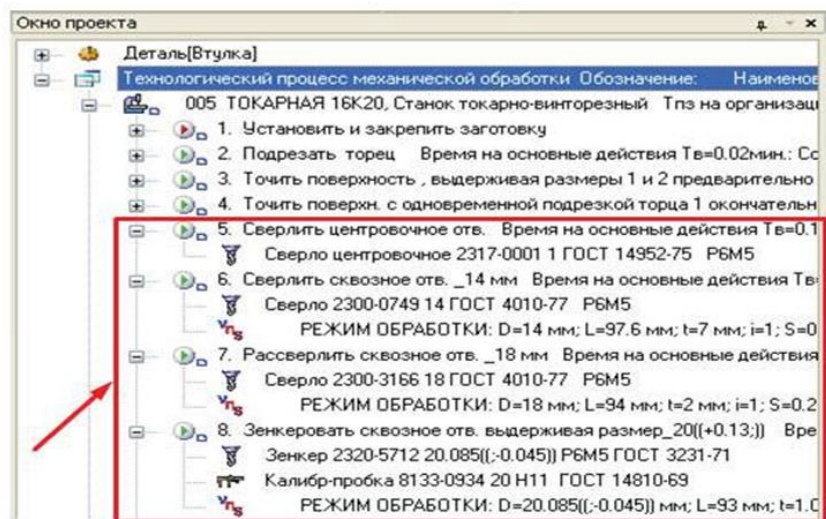 Окно проекта
Деталь[Втулка]
Технологический процесс механической обработки Обозначение: Наименов
005 ТОКАРНАЯ 16К20, Станок токарно-винторезный Тпз на организаци
1. Установить и закрепить заготовку
2. Подрезать торец Время на основные действия Тв=0.02мин.: Со
3. Точить поверхность , выдерживая размеры 1 и 2 предварительно
4. Точить поверхн. с одновременной подрезкой торца 1 окончательн
5. Сверлить центровочное отв. Время на основные действия Тв=0.1
Сверло центровочное 2317-0001 1 ГОСТ 14952-75 Р6М5
6. Сверлить сквозное отв. _14 мм Время на основные действия Тв
Сверло 2300-0749 14 ГОСТ 4010-77 Р6М5
РЕЖИМ ОБРАБОТКИ: D=14 мм; L=97.6 мм; t=7 мм; i=1; S=0
7. Рассверлить сквозное отв. _18 мм Время на основные действия
Сверло 2300-3166 18 ГОСТ 4010-77 Р6М5
РЕЖИМ ОБРАБОТКИ: D=18 мм; L=94 мм; t=2 мм; i=1; S=0.2
8. Зенкеровать сквозное отв. выдерживая размер_20((+0.13;)) Вре
Зенкер 2320-5712 20.085((;-0.045)) Р6М5 ГОСТ 3231-71
Калибр-пробка 8133-0934 20 Н11 ГОСТ 14810-69
РЕЖИМ ОБРАБОТКИ: D=20.085((;-0.045)) мм; L=93 мм; t=1.0